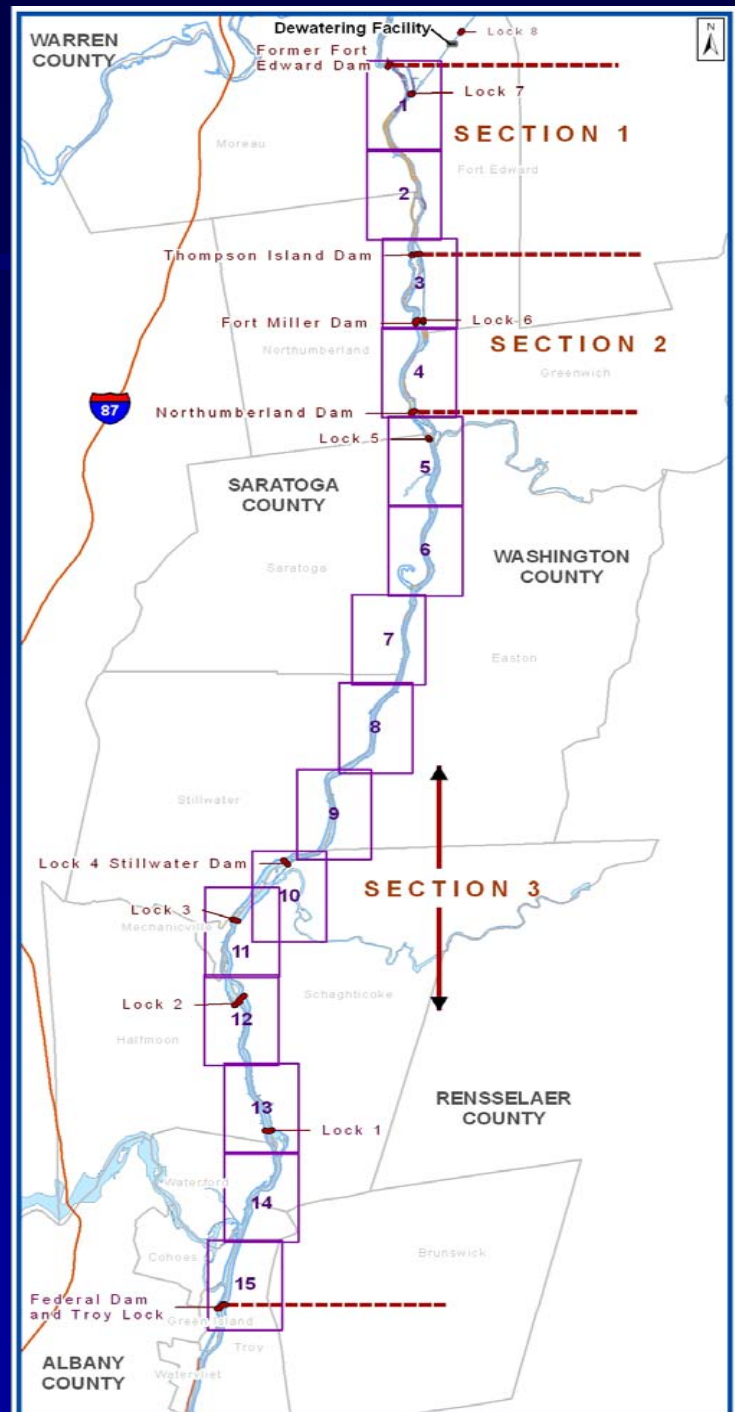 Dewatering Facility
N
WARREN
COUNTY
Lock 8
Former Fort
Edward Dam
Lock 7
1
SECTION 1
Moreau
Fort Edward
2
Thompson Island Dam
3
Fort Miller Dam
Lock 6
SECTION 2
Northumberland
4
Greenwich
87
Northumberland Dam
Lock 5
5
SARATOGA
COUNTY
6
WASHINGTON
COUNTY
Saratoga
7
Easton
8
Stillwater
9
Lock 4 Stillwater Dam
10
SECTION 3
Lock 3
Mechanicville
11
Schaghticoke
Lock 2
12
Halfmoon
RENSSELAER
COUNTY
13
Lock 1
Waterford
14
Cohoes
Brunswick
15
Federal Dam
and Troy Lock
Green Island
Troy
ALBANY
COUNTY
Watervliet